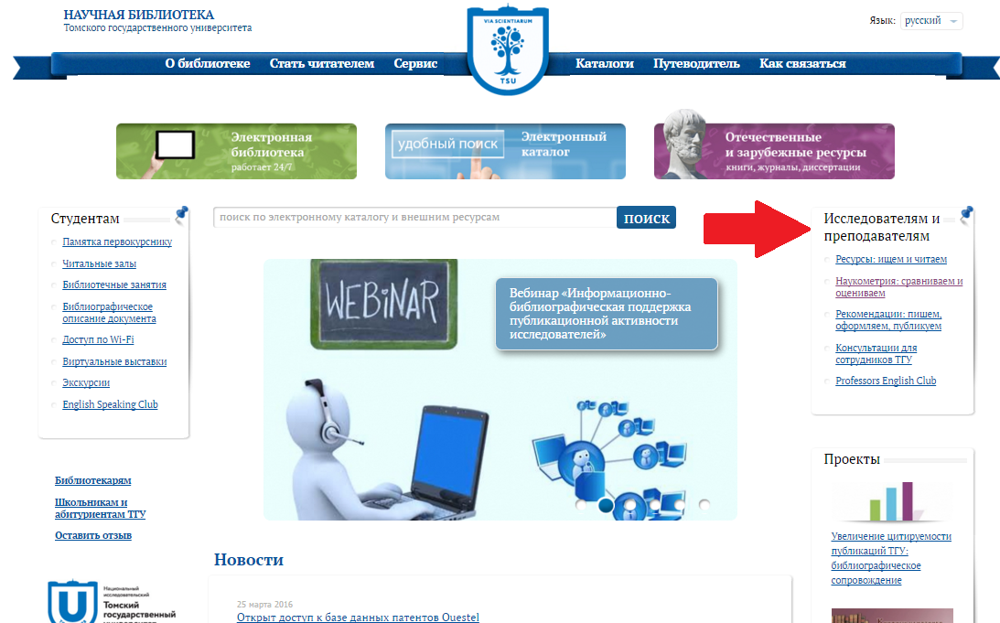 НАУЧНАЯ БИБЛИОТЕКА
Томского государственного университета
Язык: русский
VIA SCIENTIARUM
TSU
О библиотеке Стать читателем Сервис Каталоги Путеводитель Как связаться
Электронная
библиотека
работает 24/7
удобный поиск
Электронный
каталог
Отечественные
и зарубежные ресурсы
книги, журналы, диссертации
Студентам
Памятка первокурснику
Читальные залы
Библиотечные занятия
Библиографическое
описание документа
Доступ по Wi-Fi
Виртуальные выставки
Экскурсии
English Speaking Club
Библиотекарям
Школьникам и
абитуриентам ТГУ
Оставить отзыв
Национальный
исследовательский
Томский
государственный
поиск по электронному каталогу и внешним ресурсам
ПОИСК
WEBINAR
Вебинар «Информационно-
библиографическая поддержка
публикационной активности
исследователей»
Новости
25 марта 2016
Открыт доступ к базе данных патентов Questel
Исследователям и
преподавателям
Ресурсы: ищем и читаем
Наукометрия: сравниваем и
оцениваем
Рекомендации: пишем,
оформляем, публикуем
Консультации для
сотрудников ТГУ
Professors English Club
Проекты
Увеличение цитируемости
публикаций ТГУ:
библиографическое
сопровождение